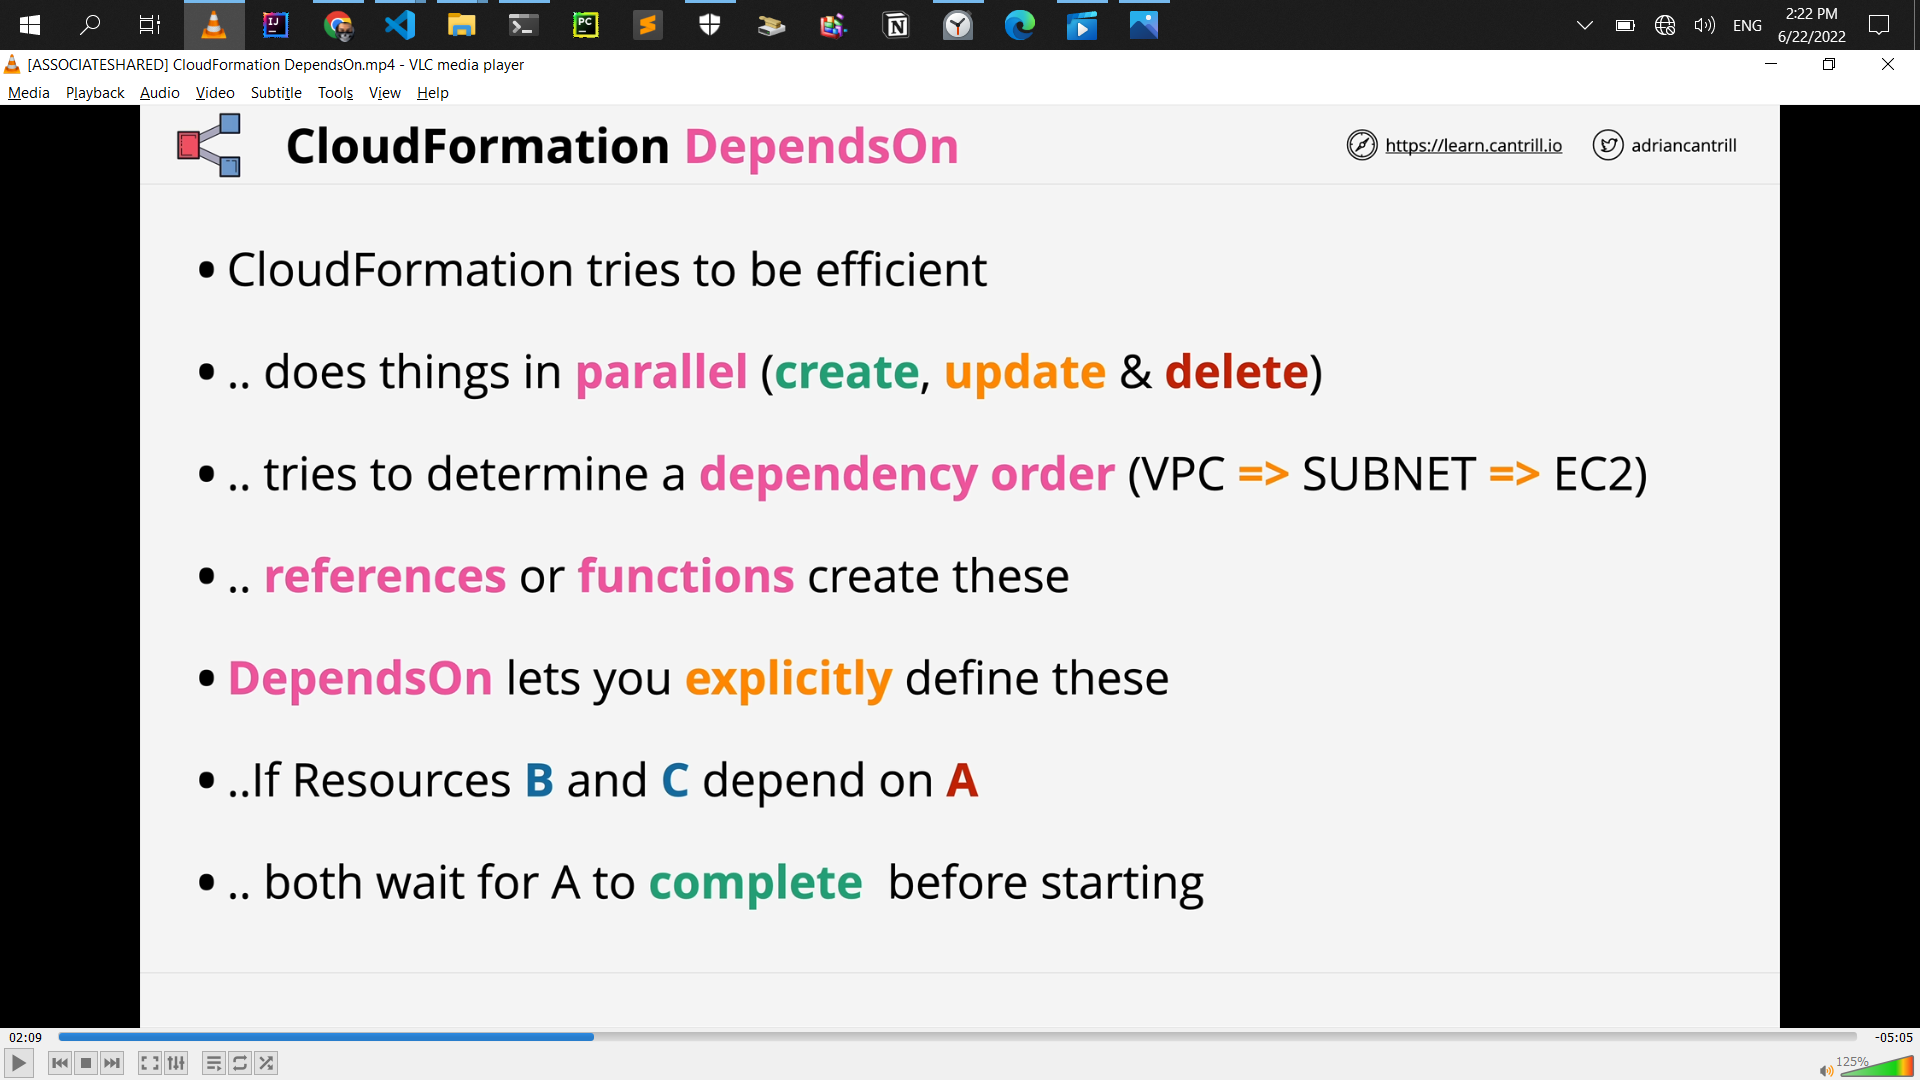 ENG
2:22 PM
6/22/2022
[ASSOCIATESHARED] CloudFormation DependsOn.mp4 - VLC media player
Media Playback Audio Video Subtitle Tools View Help
CloudFormation DependsOn
https://learn.cantrill.io
adriancantrill
• CloudFormation tries to be efficient
• .. does things in parallel (create, update & delete)
• .. tries to determine a dependency order (VPC => SUBNET => EC2)
• .. references or functions create these
• DependsOn lets you explicitly define these
• ..If Resources B and C depend on A
• .. both wait for A to complete  before starting
02:09
-05:05
125%